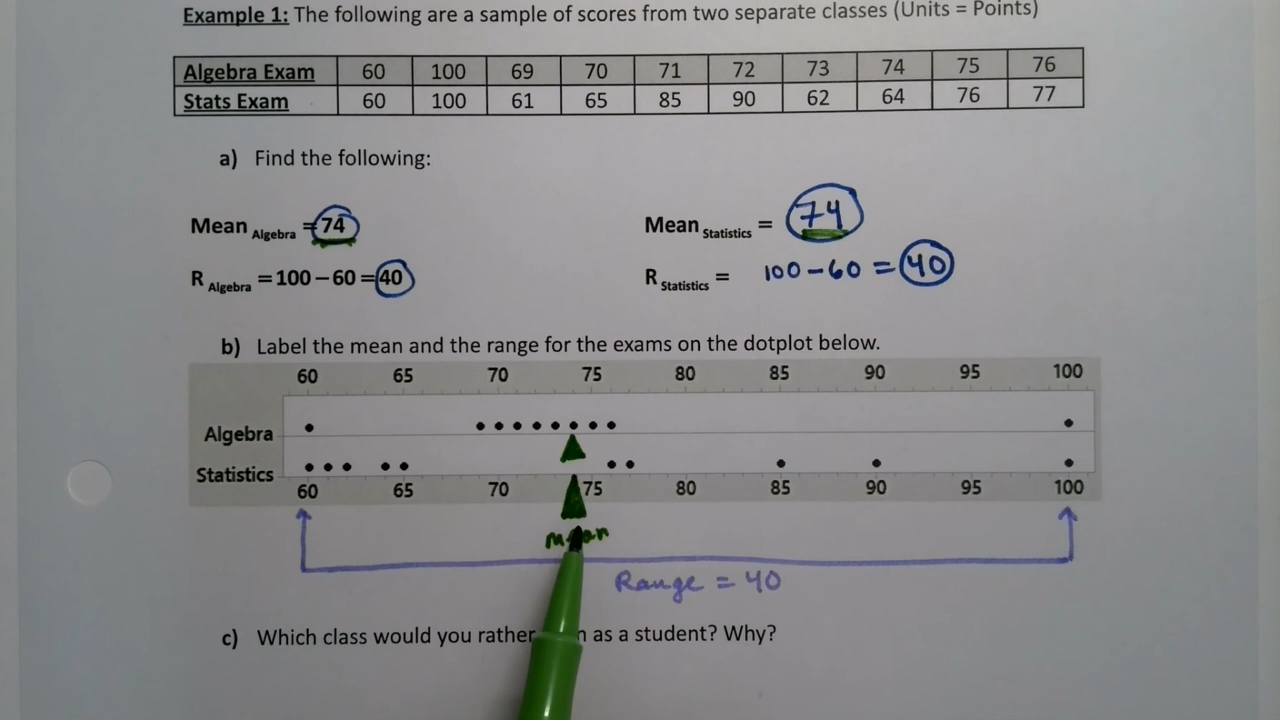 Example 1: The following are a sample of scores from two separate classes (Units = Points)
Algebra Exam 60 100 69 70 71 72 73 74 75 76
Stats Exam 60 100 61 65 85 90 62 64 76 77
a) Find the following:
Mean Algebra = 74
Mean Statistics = 74
R Algebra = 100 – 60 = 40
R Statistics = 100 – 60 = 40
b) Label the mean and the range for the exams on the dotplot below.
60 65 70 75 80 85 90 95 100
Algebra
Statistics
60 65 70 75 80 85 90 95 100
mean
Range = 40
c) Which class would you rather as a student? Why?